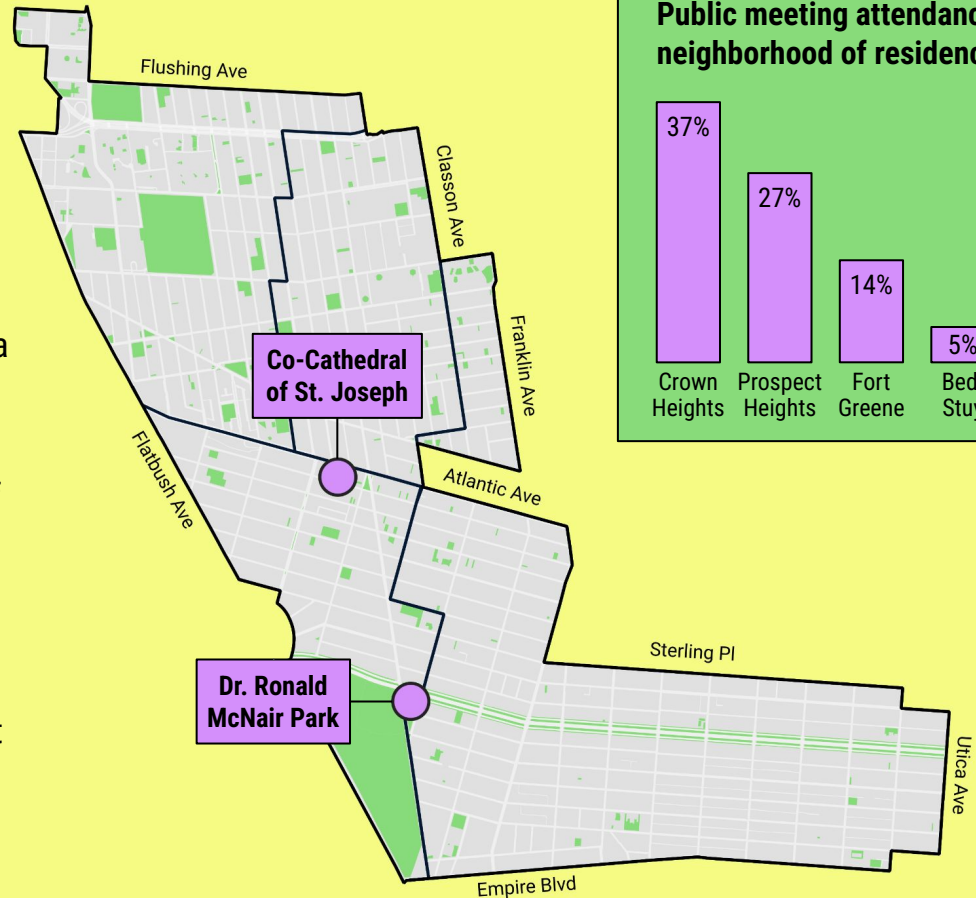 Public meeting attendanc
neighborhood of residenc
37%
27%
14%
5%
Crown
Heights
Prospect
Heights
Fort
Greene
Bed
Stuy
Flushing Ave
Classon Ave
Franklin Ave
a
Co-Cathedral
of St. Joseph
Flatbush Ave
Atlantic Ave
Sterling Pl
Dr. Ronald
McNair Park
t
Utica Ave
Empire Blvd